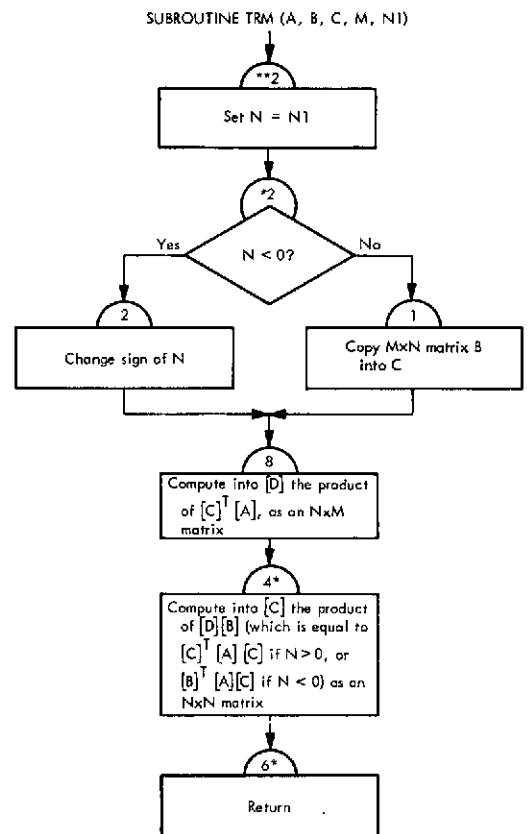 SUBROUTINE TRM (A, B, C, M, N1)
**2
Set N = N1
*2
N < 0?
Yes
No
2
Change sign of N
1
Copy MxN matrix B
into C
8
Compute into [D] the product
of [C]ᵀ [A], as an NxM
matrix
4*
Compute into [C] the product
of [D][B] (which is equal to
[C]ᵀ [A] [C] if N > 0, or
[B]ᵀ [A][C] if N < 0) as an
NxN matrix
6*
Return